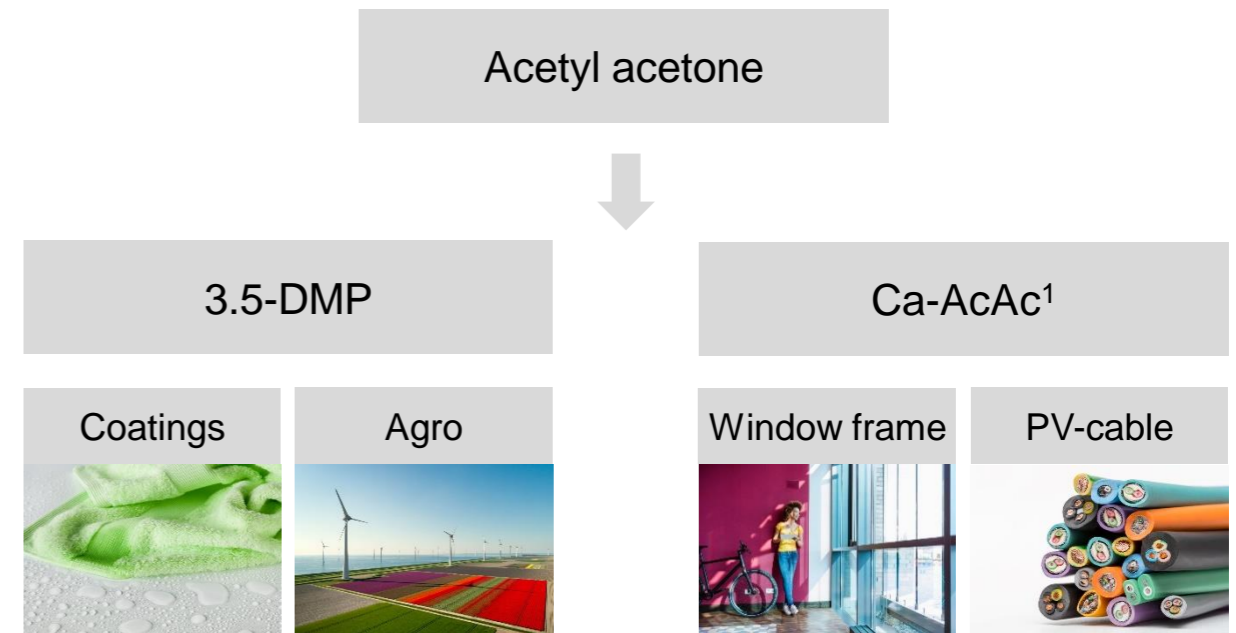 Acetyl acetone
3.5-DMP
Ca-AcAc¹
Coatings
Agro
Window frame
PV-cable